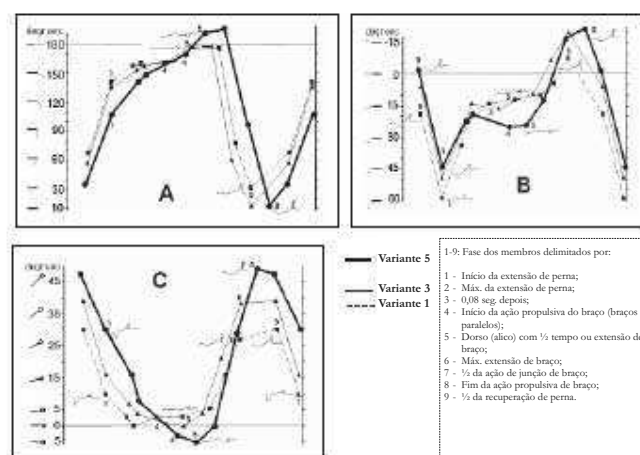 (degrees)
180
150
130
110
90
70
50
30
10
A
(degrees)
15
0
15
30
45
60
B
(degrees)
45
35
25
15
5
0
5
C
Variante 5
Variante 3
Variante 1
1-9: Fase dos membros delimitados por:
1 - Início da extensão de perna;
2 - Máx. da extensão de perna;
3 - 0,08 seg. depois;
4 - Início da ação propulsiva do braço (braços
paralelos);
5 - Dorso (alico) com ½ tempo ou extensão de
braço;
6 - Máx. extensão de braço;
7 - ½ da ação de junção de braço;
8 - Fim da ação propulsiva de braço;
9 - ½ da recuperação de perna.